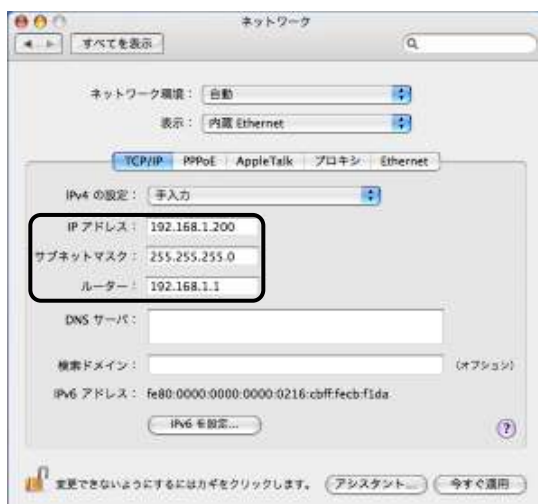 ネットワーク
すべてを表示
ネットワーク環境： 自動
表示： 内蔵 Ethernet
TCP/IP PPPoE AppleTalk プロキシ Ethernet
IPv4 の設定： 手入力
IP アドレス： 192.168.1.200
サブネットマスク： 255.255.255.0
ルーター： 192.168.1.1
DNS サーバ：
検索ドメイン： (オプション)
IPv6 アドレス： fe80:0000:0000:0000:0216:cbff:fecb:f1da
IPv6 を設定...
?
変更できないようにするにはカギをクリックします。 アシスタント... 今すぐ適用